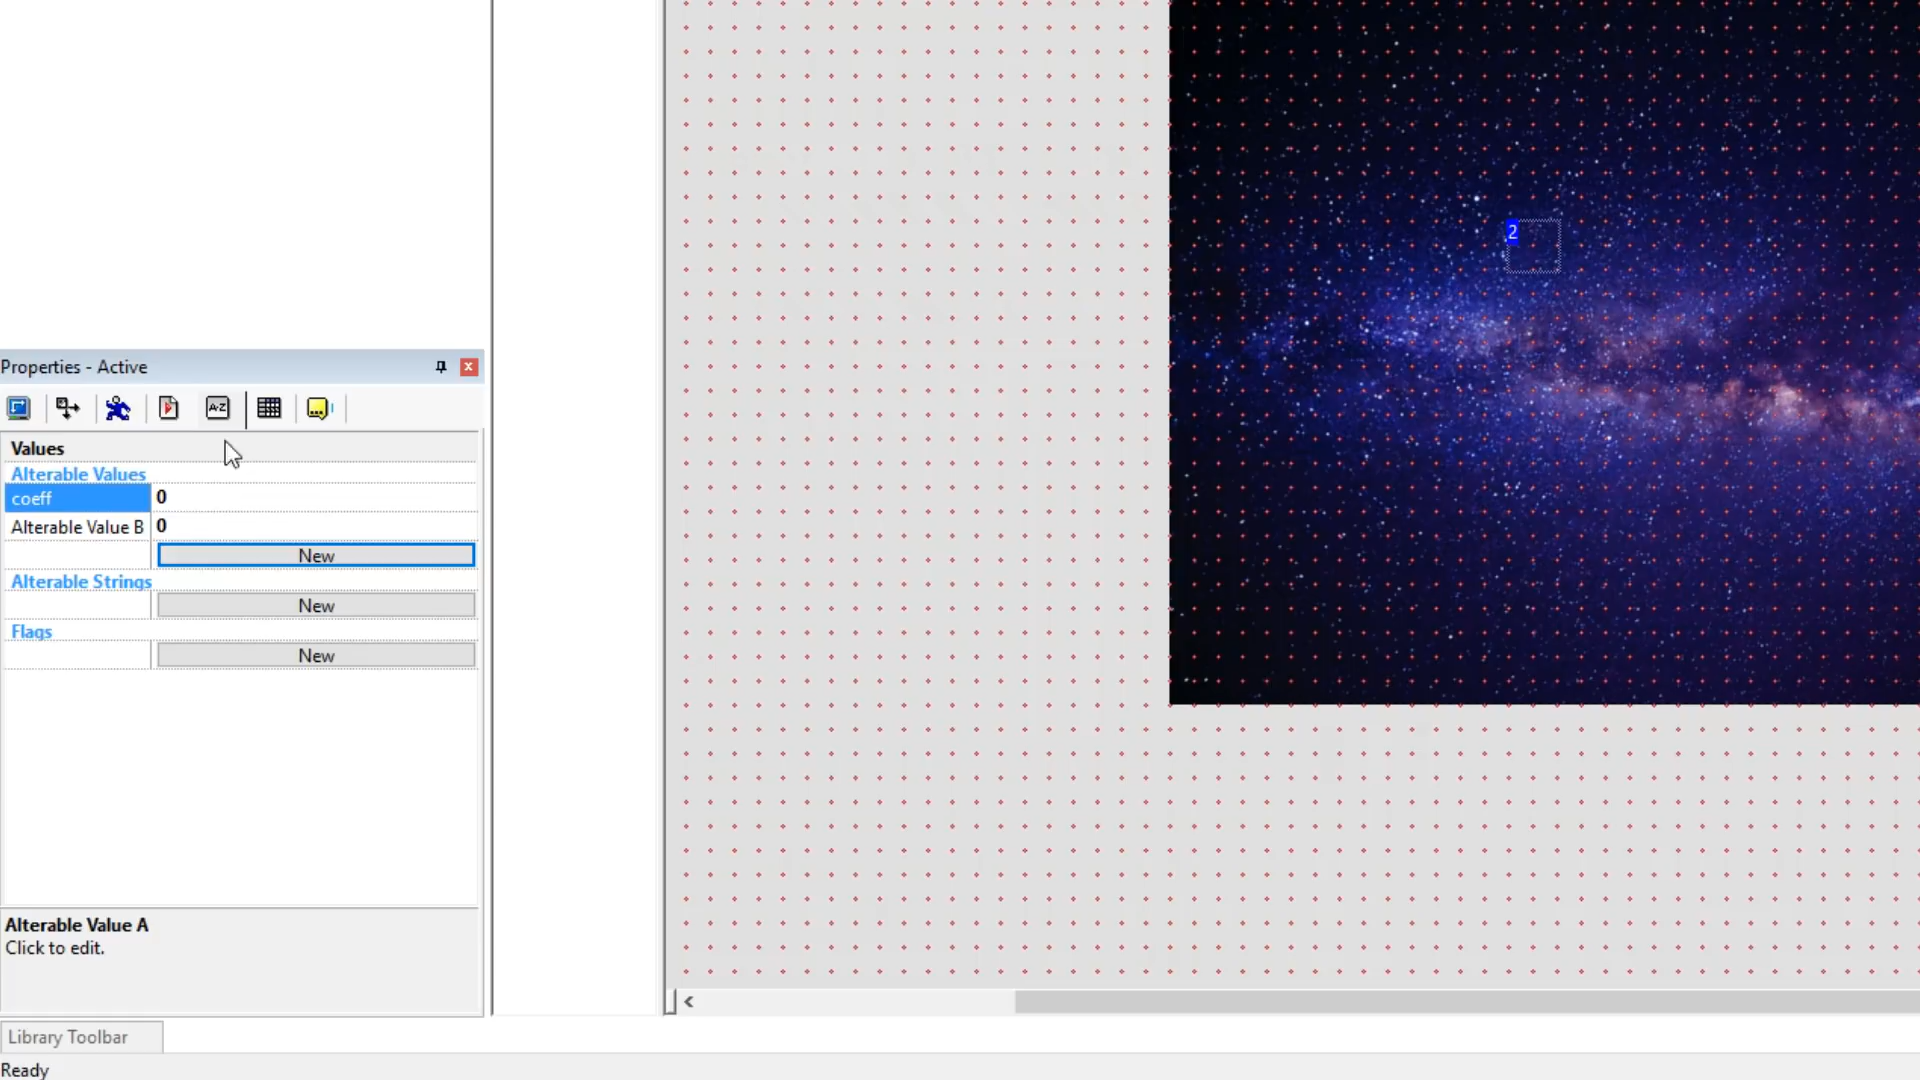 2
Properties - Active
A-Z
Values
Alterable Values
coeff 0
Alterable Value B 0
New
Alterable Strings
New
Flags
New
Alterable Value A
Click to edit.
Library Toolbar
Ready